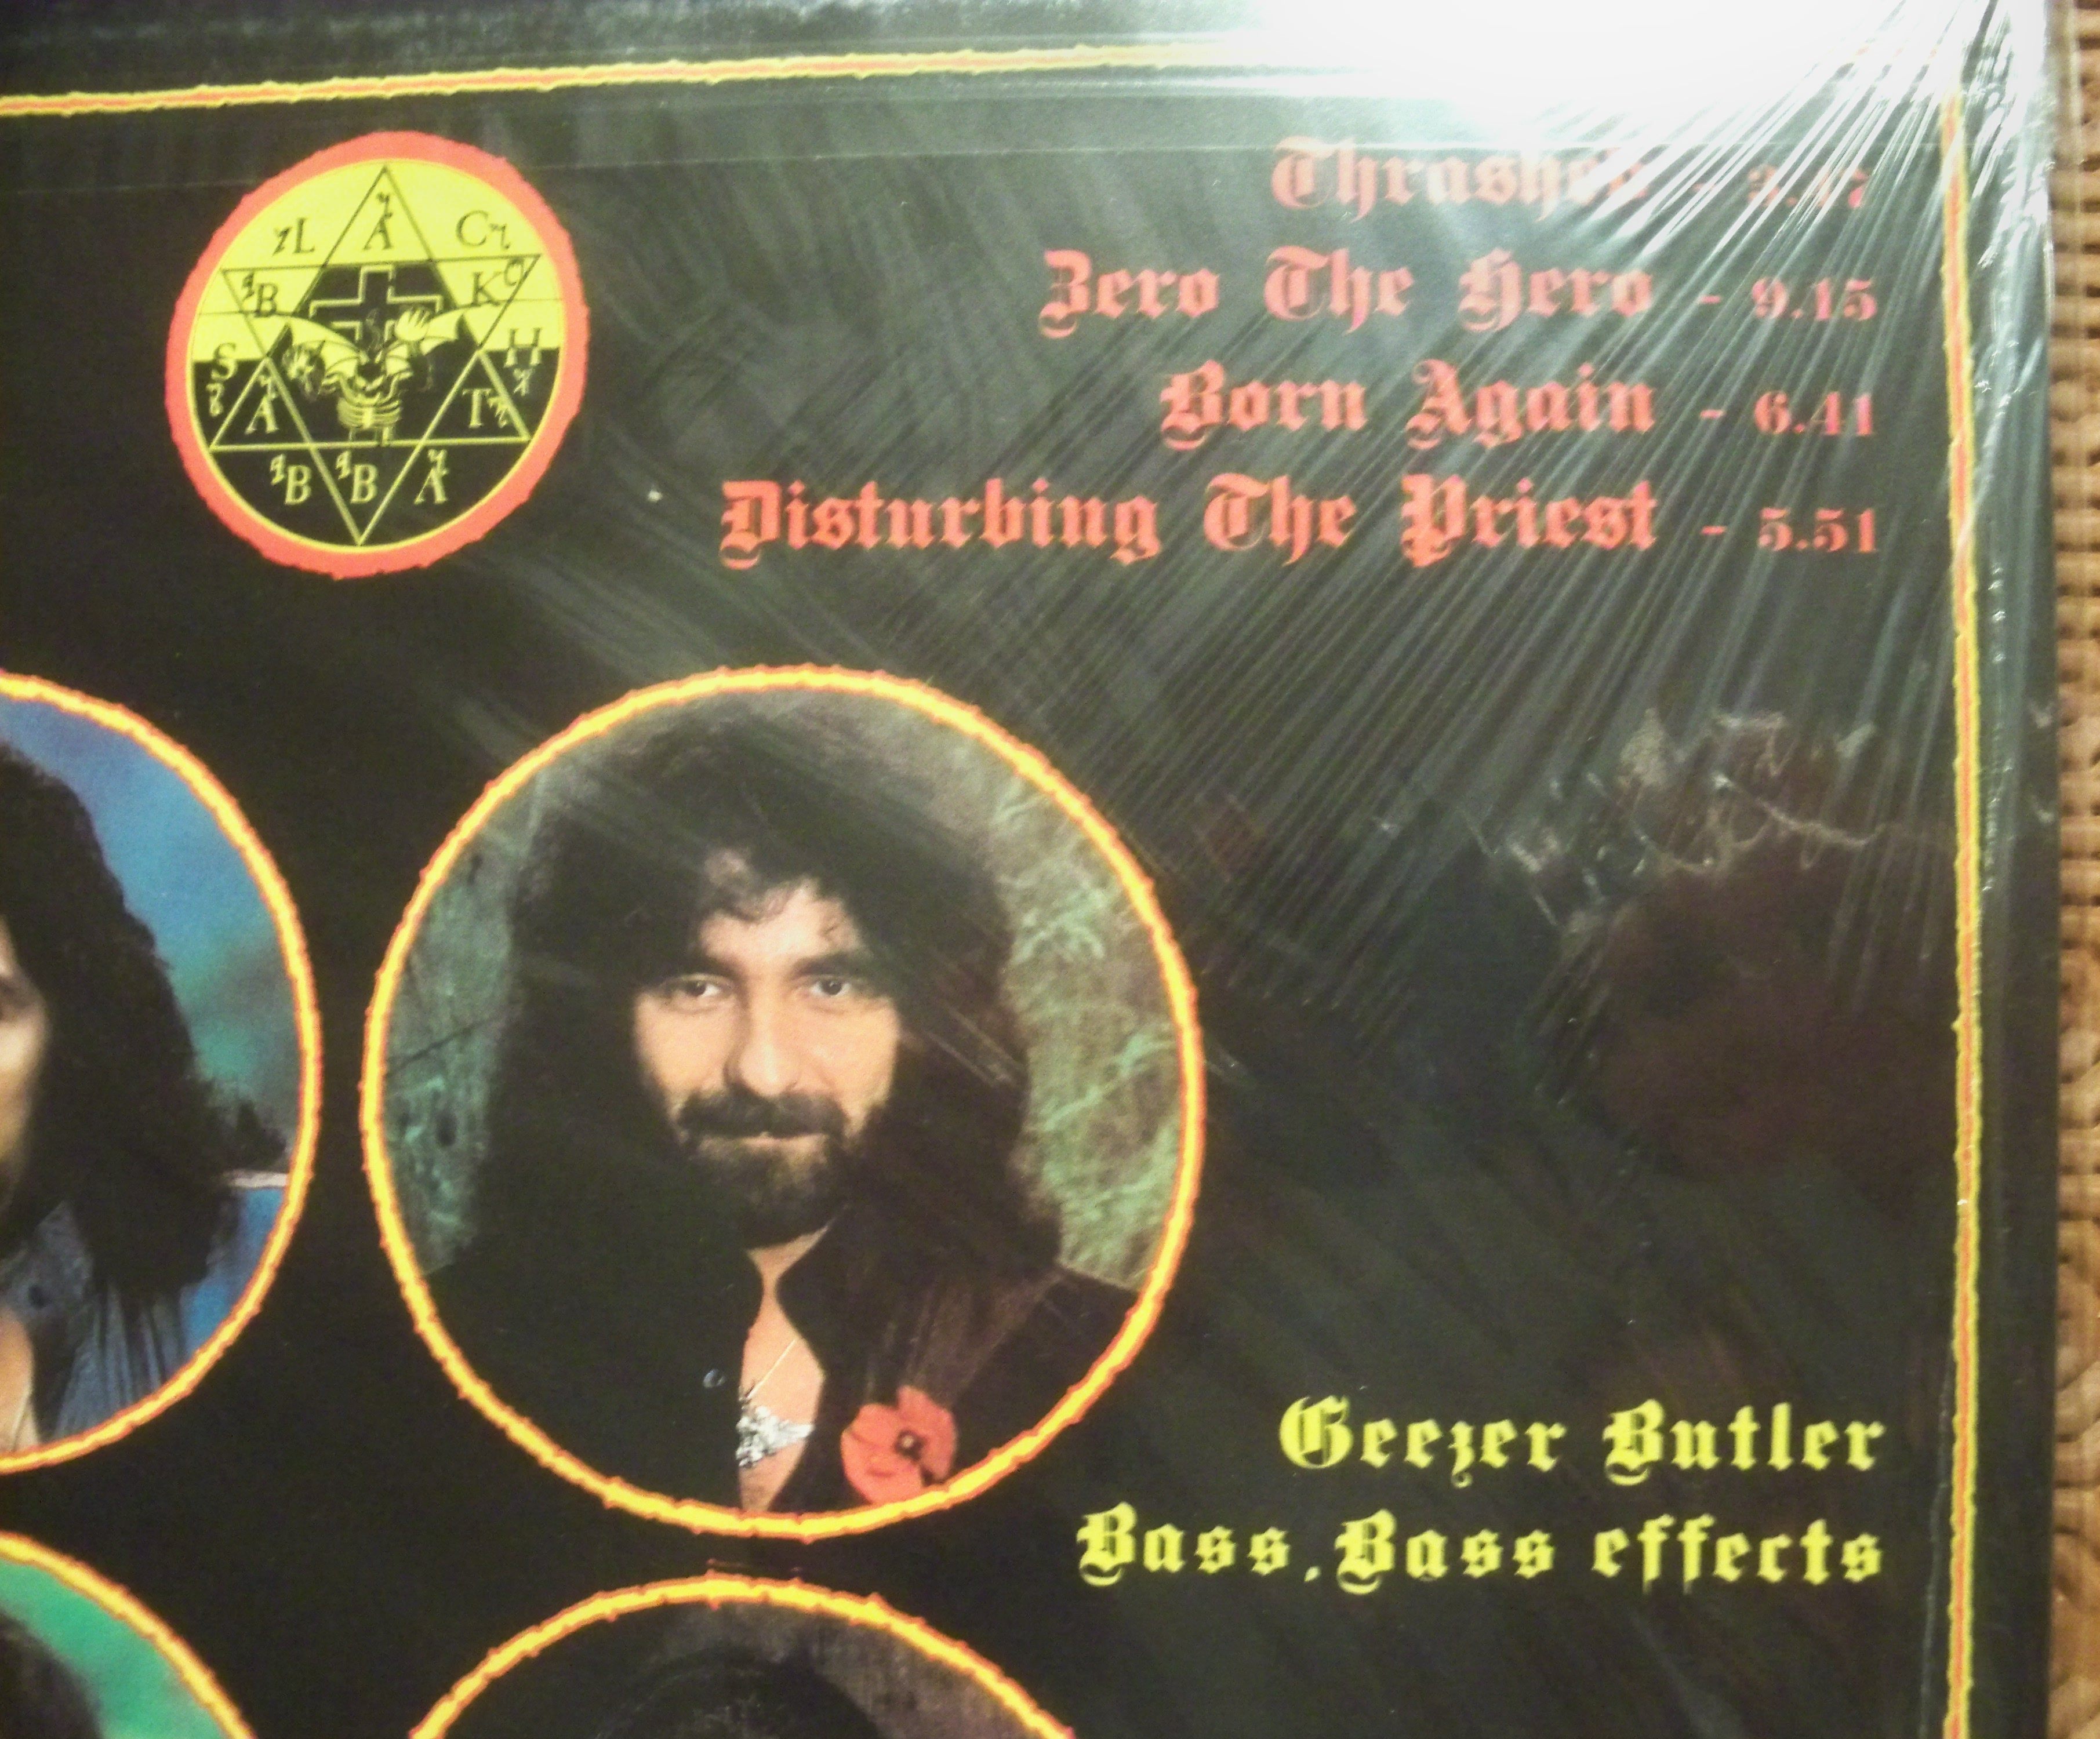 L A C
B K
S H
A T
B B A
Zero The Hero - 9.15
Born Again - 6.41
Disturbing The Priest - 5.51
Geezer Butler
Bass, Bass effects